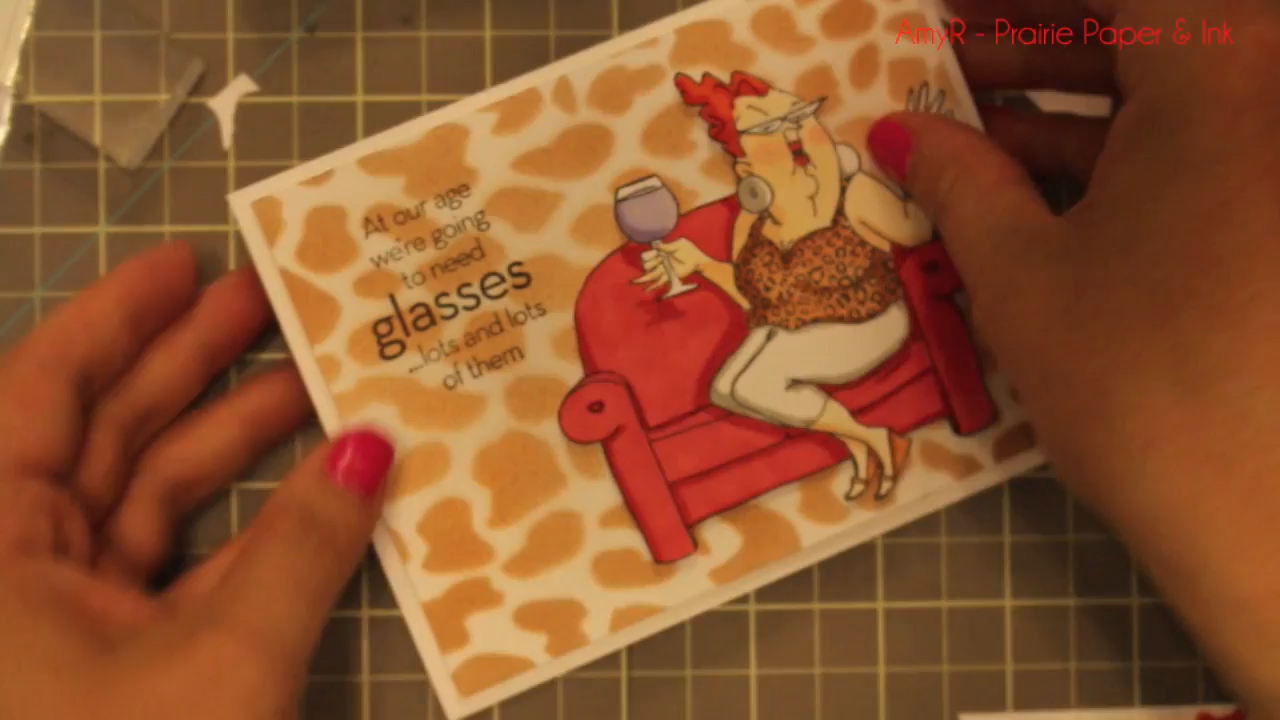 AmyR - Prairie Paper & Ink
At our age
we're going
to need
glasses
...lots and lots
of them